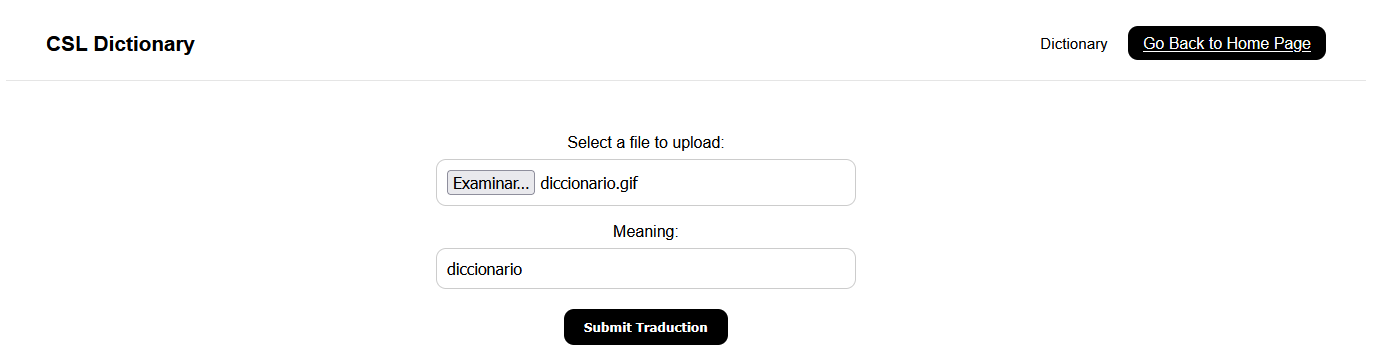 CSL Dictionary Dictionary Go Back to Home Page
Select a file to upload:
Examinar... diccionario.gif
Meaning:
diccionario
Submit Traduction